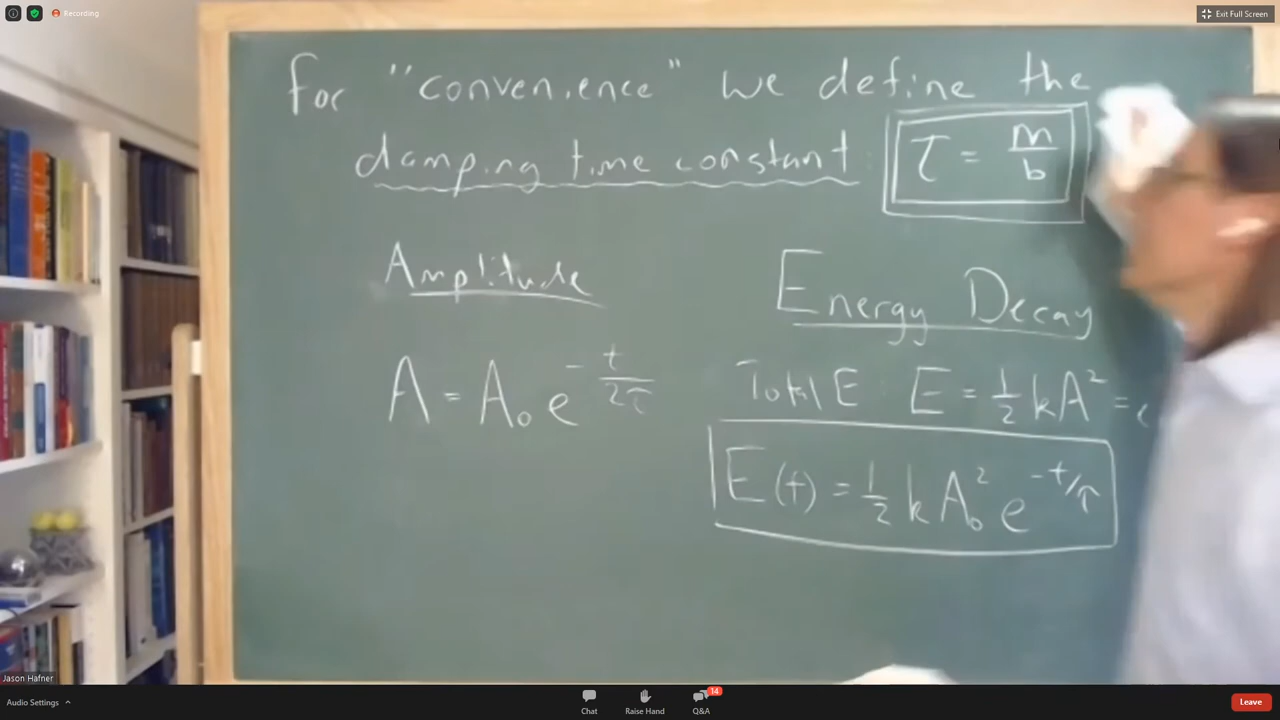 Recording
Exit Full Screen
For "convenience" we define the
damping time constant τ = m/b
Amplitude
Energy Decay
A = A₀ e^(-t/2τ)
Total E E = ½ kA² =
E(t) = ½ k A₀² e^(-t/τ)
Jason Hafner
Audio Settings
Chat
Raise Hand
14
Q&A
Leave